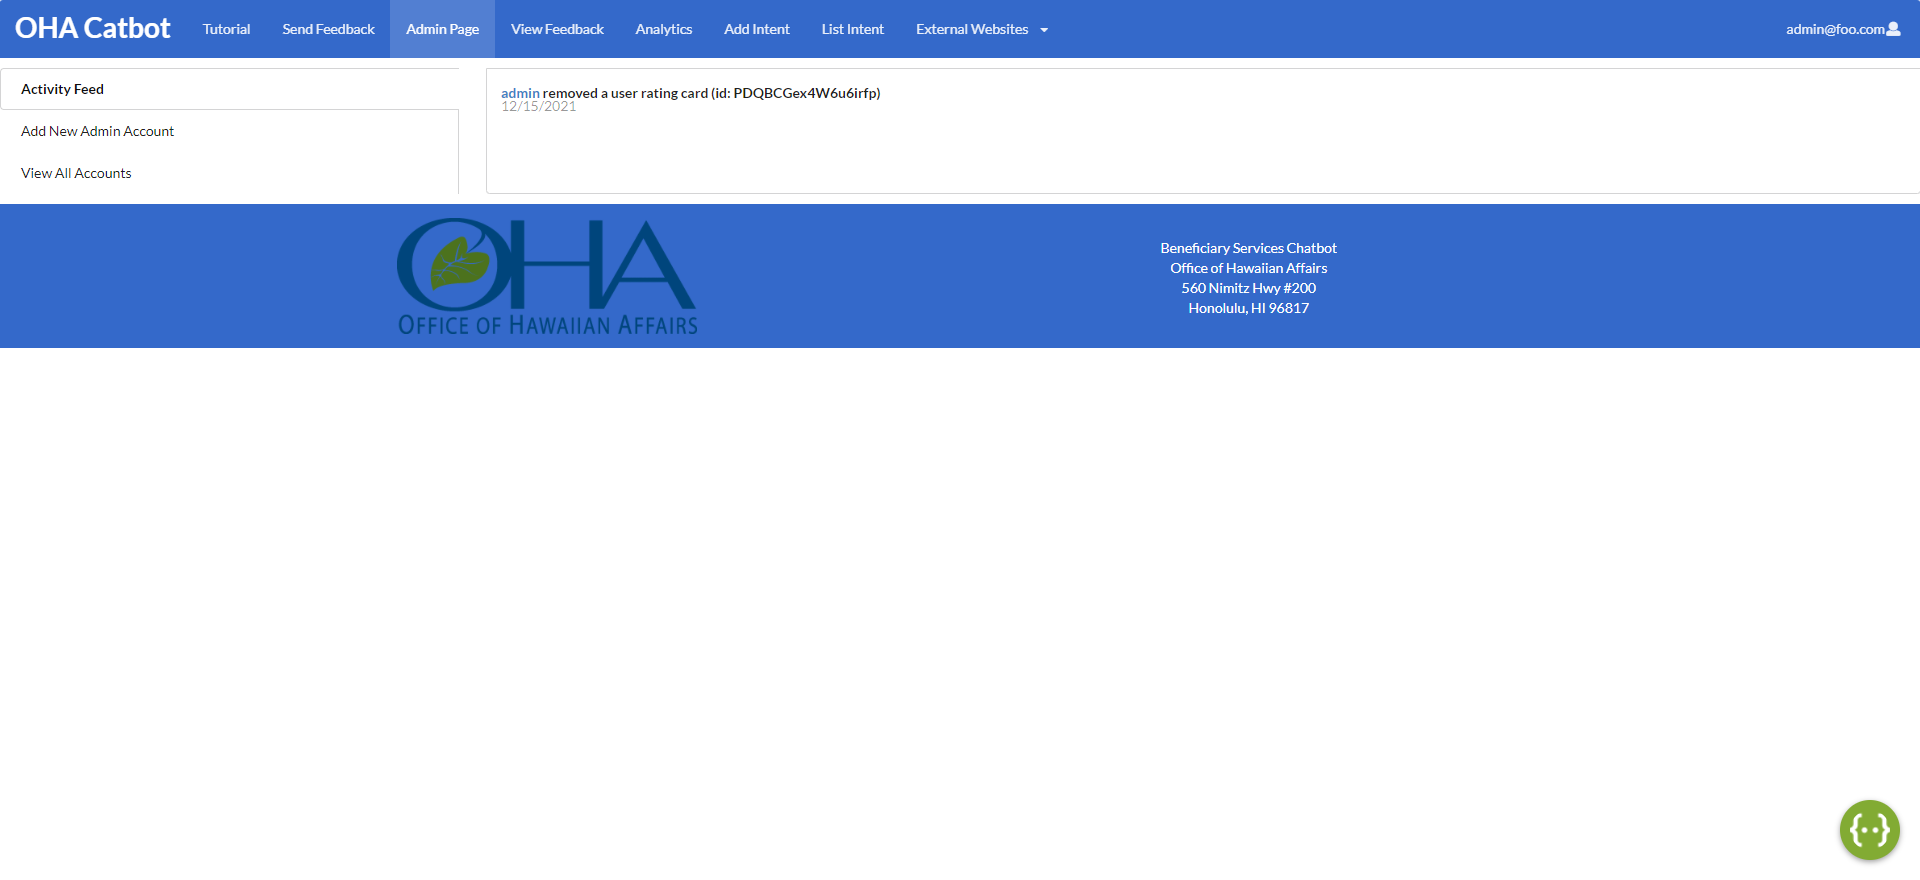 OHA Catbot Tutorial Send Feedback Admin Page View Feedback Analytics Add Intent List Intent External Websites admin@foo.com
Activity Feed
Add New Admin Account
View All Accounts
admin removed a user rating card (id: PDQBCGex4W6u6irfp)
12/15/2021
OHA
OFFICE OF HAWAIIAN AFFAIRS
Beneficiary Services Chatbot
Office of Hawaiian Affairs
560 Nimitz Hwy #200
Honolulu, HI 96817
{··}